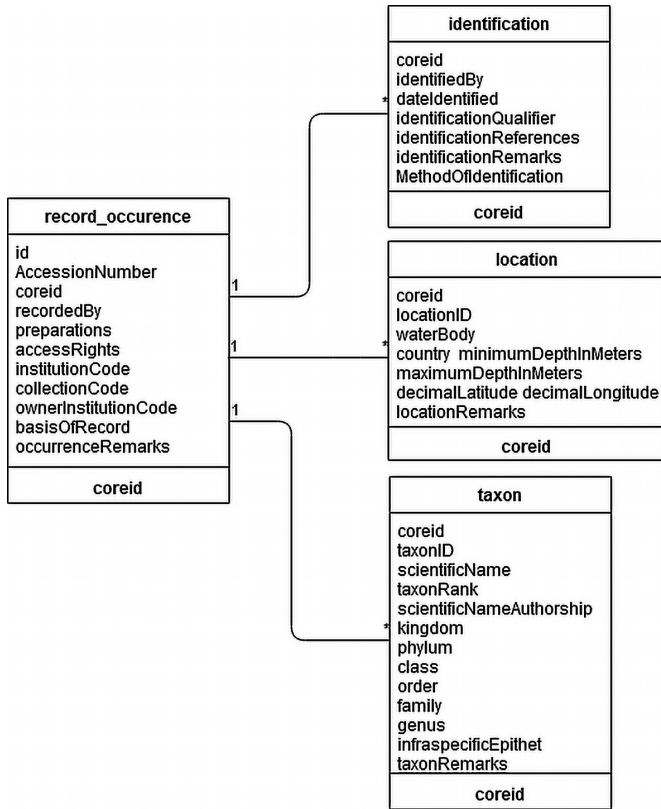 identification
coreid
identifiedBy
dateIdentified
identificationQualifier
identificationReferences
identificationRemarks
MethodOfIdentification
coreid
*
record_occurence
id
AccessionNumber
coreid
recordedBy
preparations
accessRights
institutionCode
collectionCode
ownerInstitutionCode
basisOfRecord
occurrenceRemarks
coreid
1
1
1
location
coreid
locationID
waterBody
country minimumDepthInMeters
maximumDepthInMeters
decimalLatitude decimalLongitude
locationRemarks
coreid
*
taxon
coreid
taxonID
scientificName
taxonRank
scientificNameAuthorship
kingdom
phylum
class
order
family
genus
infraspecificEpithet
taxonRemarks
coreid
*